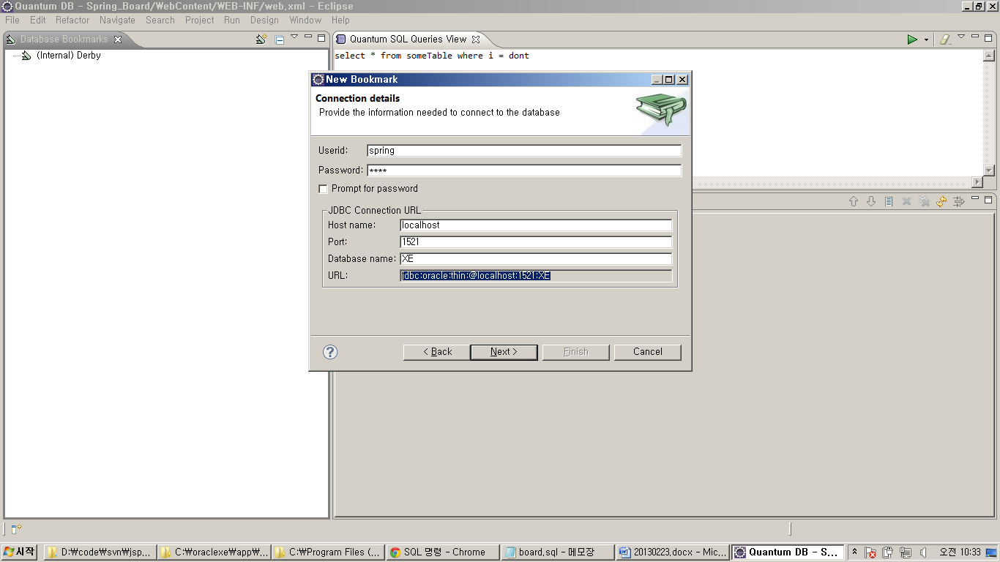 Quantum DB - Spring_Board/WebContent/WEB-INF/web.xml - Eclipse
File Edit Refactor Navigate Search Project Run Design Window Help
Database Bookmarks
(Internal) Derby
Quantum SQL Queries View
select * from someTable where i = dont
New Bookmark
Connection details
Provide the information needed to connect to the database
Userid: spring
Password: ****
Prompt for password
JDBC Connection URL
Host name: localhost
Port: 1521
Database name: XE
URL: jdbc:oracle:thin:@localhost:1521:XE
? < Back Next > Finish Cancel
시작 D:₩code₩svn₩jsp... C:₩oraclexe₩app₩... C:₩Program Files (... SQL 명령 - Chrome board.sql - 메모장 20130223.docx - Mic... Quantum DB - S... 오전 10:33